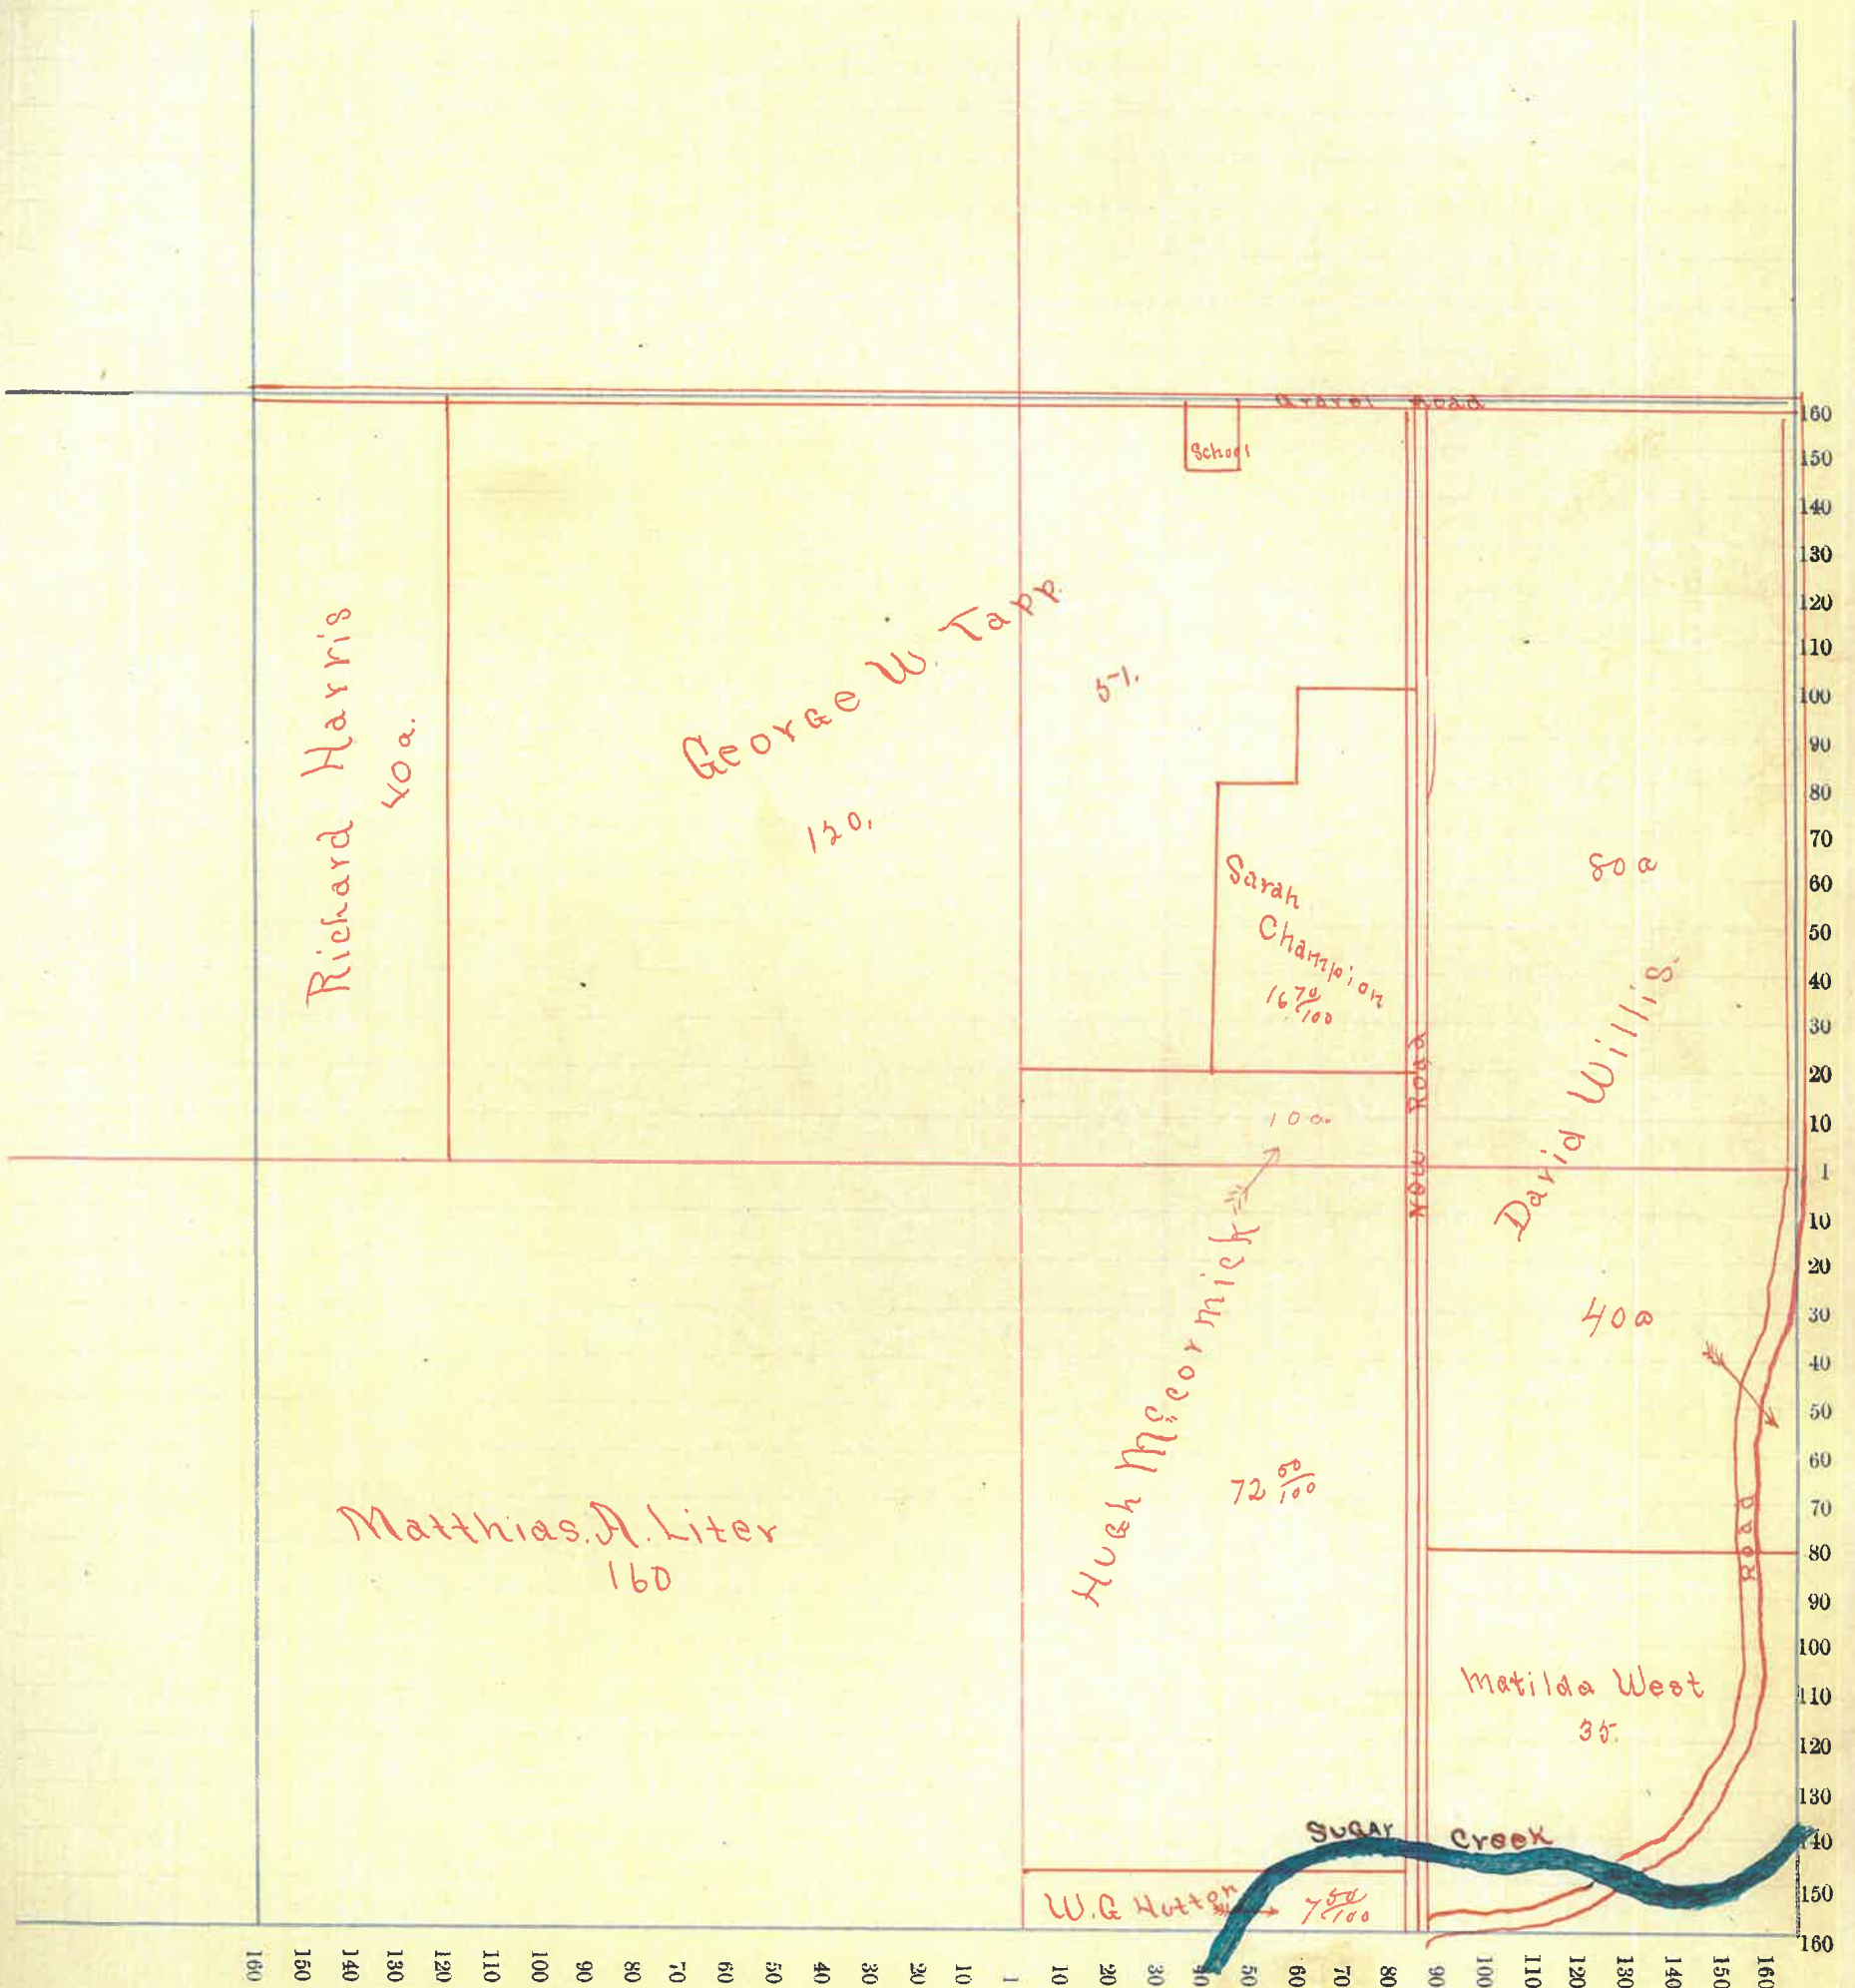 Gravel Road
School
Richard Harris
40 a.
George W. Tapp.
120.
51.
Sarah
Champion
16 70/100
80 a
David Willis.
40 a
New Road
10 a
Hugh McCormick
72 50/100
Matthias. A. Liter
160
Road
Matilda West
35.
Sugar Creek
W. G Hutton
7 50/100
160
150
140
130
120
110
100
90
80
70
60
50
40
30
20
10
1
10
20
30
40
50
60
70
80
90
100
110
120
130
140
150
160
160 150 140 130 120 110 100 90 80 70 60 50 40 30 20 10 1 10 20 30 40 50 60 70 80 90 100 110 120 130 140 150 160